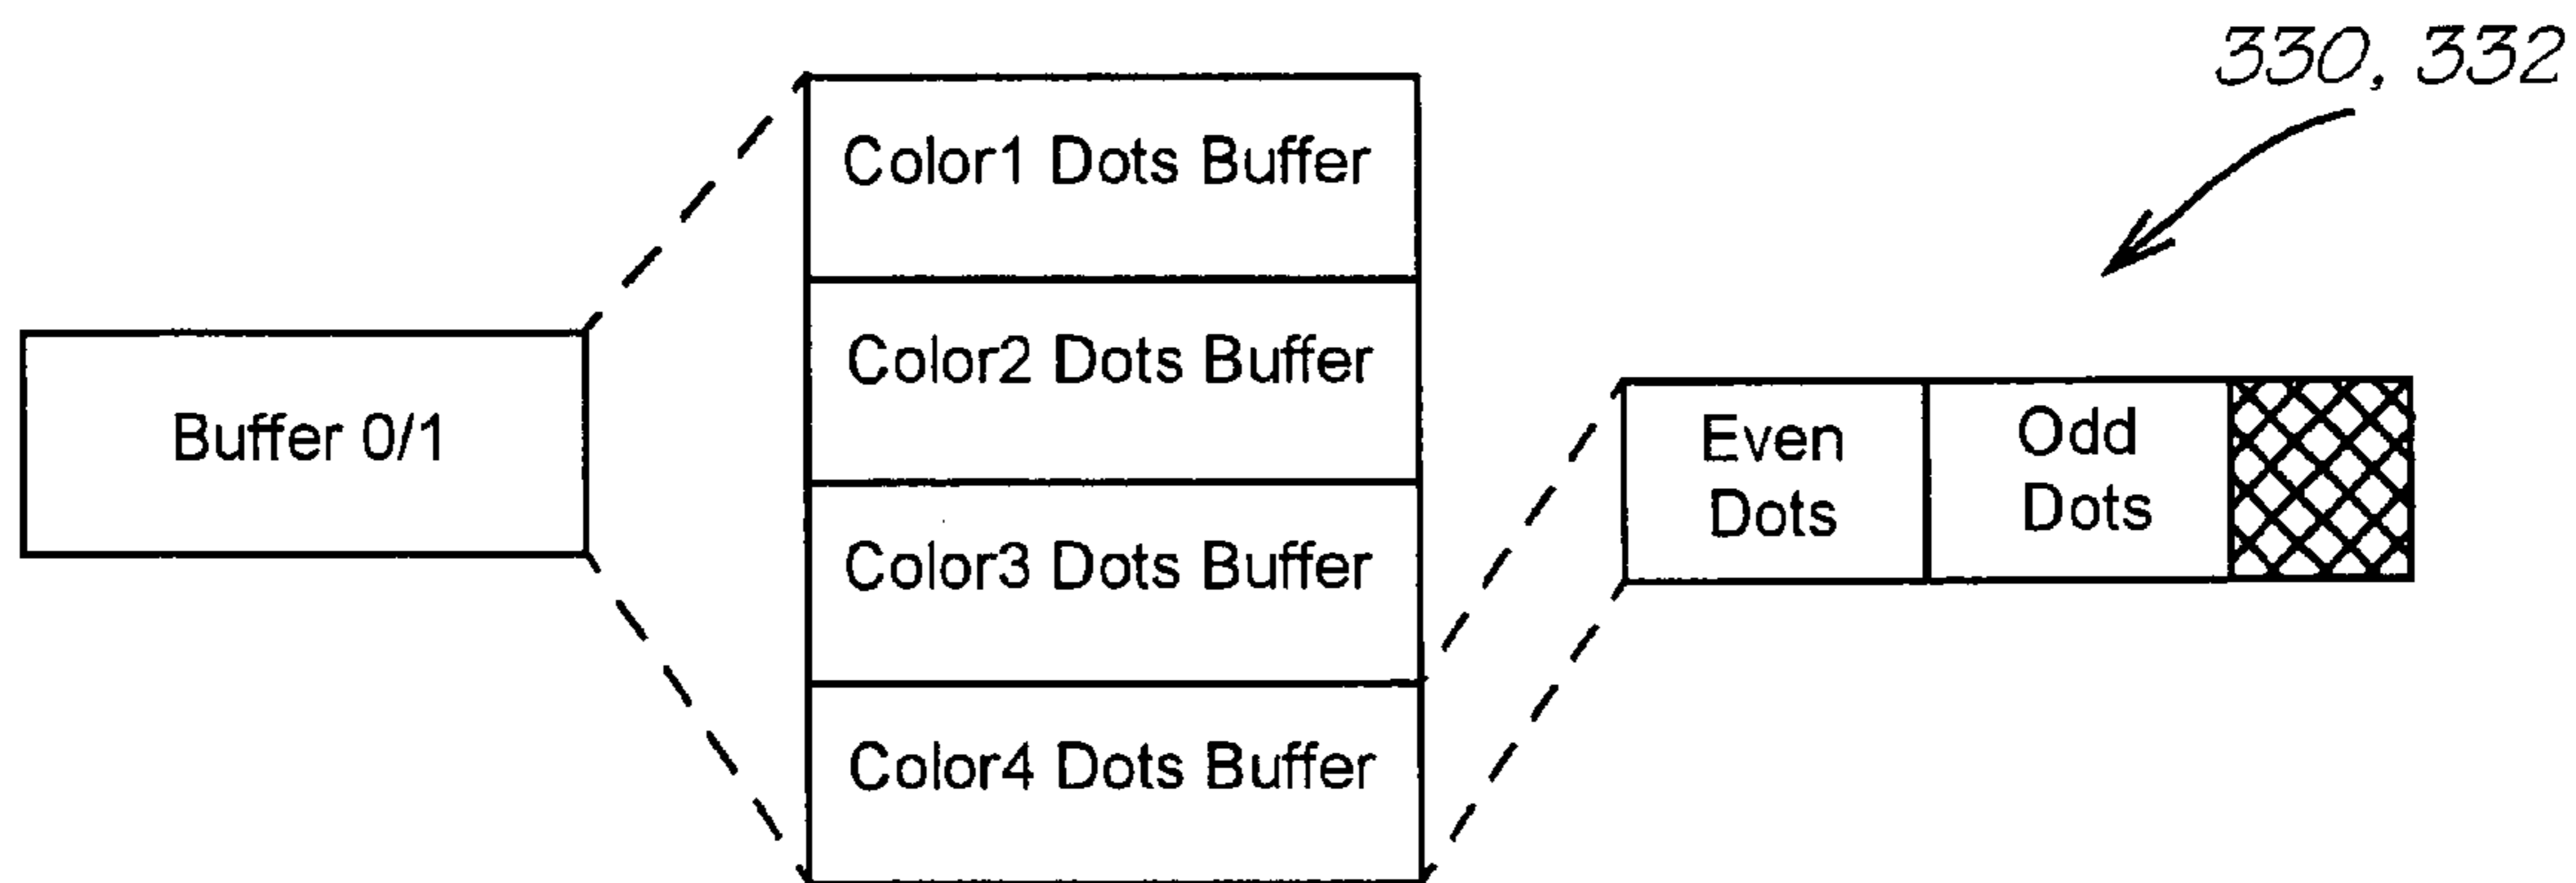 330, 332
Color1 Dots Buffer
Color2 Dots Buffer
Buffer 0/1
Even
Dots
Odd
Dots
Color3 Dots Buffer
Color4 Dots Buffer